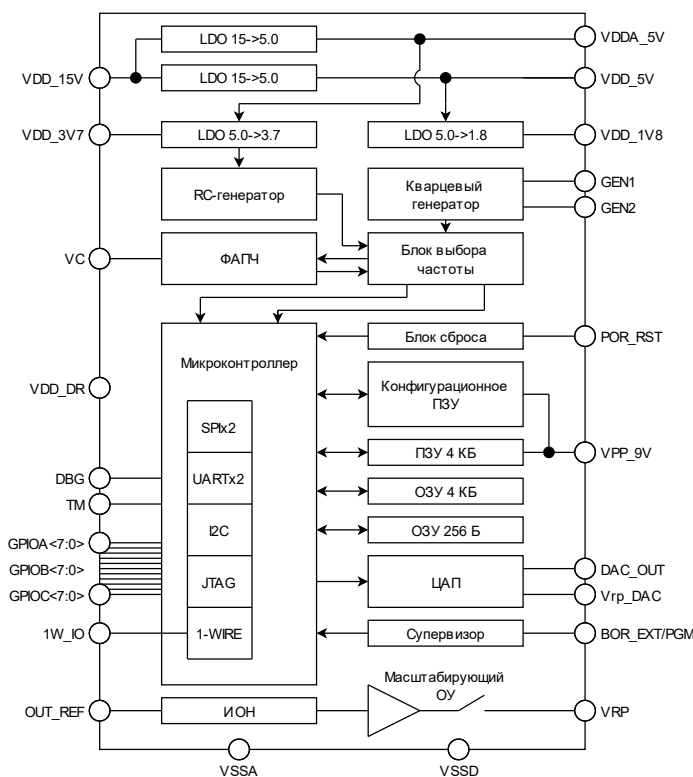 LDO 15->5.0
VDDA_5V
VDD_15V
LDO 15->5.0
VDD_5V
VDD_3V7
LDO 5.0->3.7
LDO 5.0->1.8
VDD_1V8
RC-генератор
Кварцевый
генератор
GEN1
GEN2
VC
ФАПЧ
Блок выбора
частоты
Микроконтроллер
Блок сброса
POR_RST
VDD_DR
Конфигурационное
ПЗУ
SPIx2
ПЗУ 4 КБ
VPP_9V
DBG
UARTx2
ОЗУ 4 КБ
TM
I2C
ОЗУ 256 Б
GPIOA<7:0>
GPIOB<7:0>
GPIOC<7:0>
JTAG
ЦАП
DAC_OUT
Vrp_DAC
1W_IO
1-WIRE
Супервизор
BOR_EXT/PGM
Масштабирующий
ОУ
OUT_REF
ИОН
VRP
VSSA
VSSD